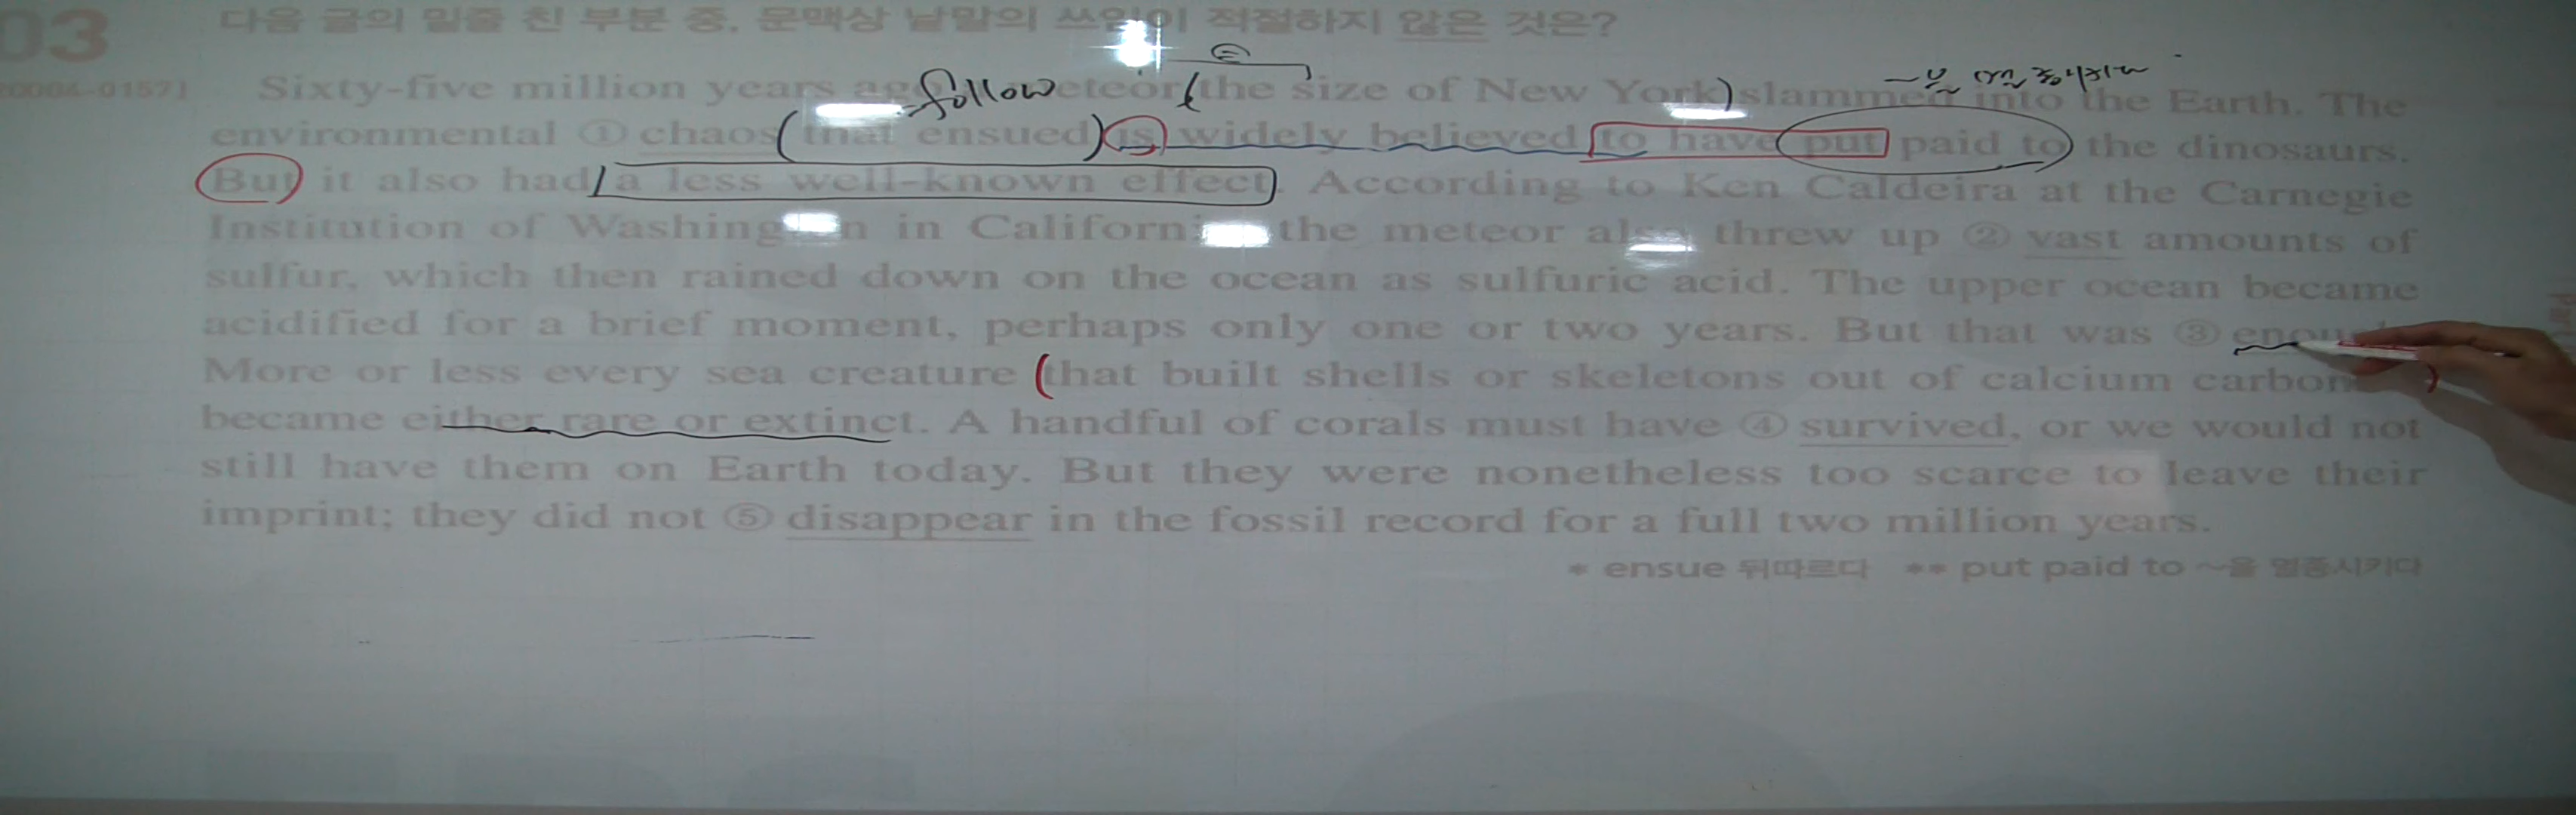 03 다음 글의 밑줄 친 부분 중, 문맥상 낱말의 쓰임이 적절하지 않은 것은?
~을 멸종시키다
follow
Sixty-five million years (the size of New York) slammed into the Earth. The
environmental ① chaos (that ensued) is widely believed to have put paid to the dinosaurs.
But it also had a less well-known effect. According to Ken Caldeira at the Carnegie
Institution of in the meteor also threw up ② vast amounts of
sulfur, which then rained down on the ocean as sulfuric acid. The upper ocean became
acidified for a brief moment, perhaps only one or two years. But that was ③
More or less every sea creature (that built shells or skeletons out of calcium )
became either rare or extinct. A handful of corals must have ④ survived, or we would not
still have them on Earth today. But they were nonetheless too scarce to leave their
imprint; they did not ⑤ disappear in the fossil record for a full two million years.
* ensue 뒤따르다 ** put paid to ~을 멸종시키다